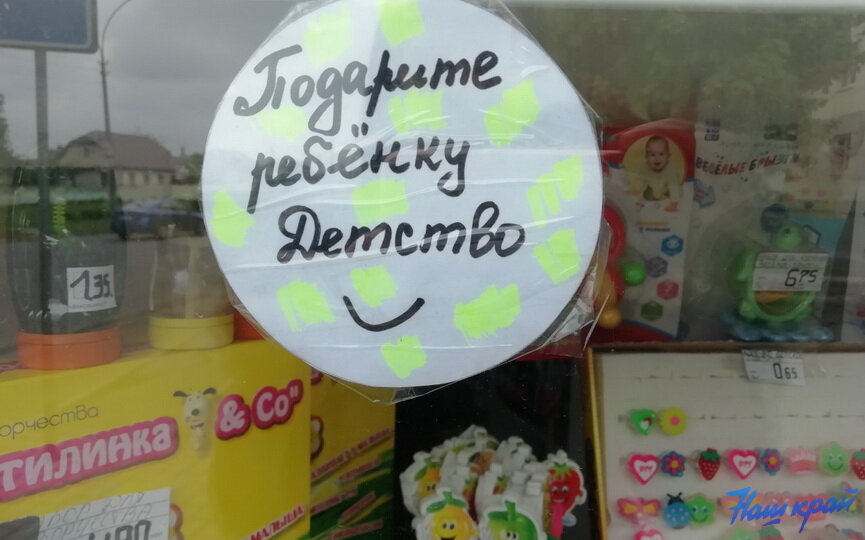 Подарите
ребёнку
Детство
ВЕСЁЛЫЕ БРЫЗГИ
1,35
6,75
0,65
орчества
тилинка & Co"
МАЛЫША
Наш край